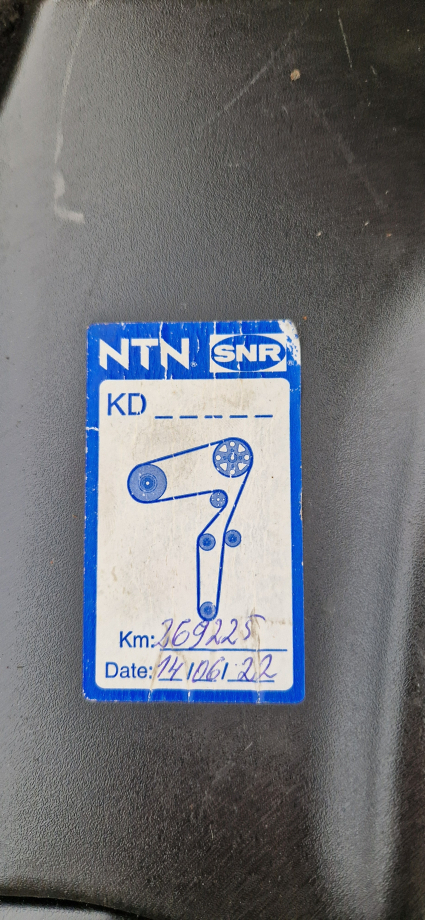 NTN® SNR®
KD _ _ _ _ _
Km: 269225
Date: 14/06/22